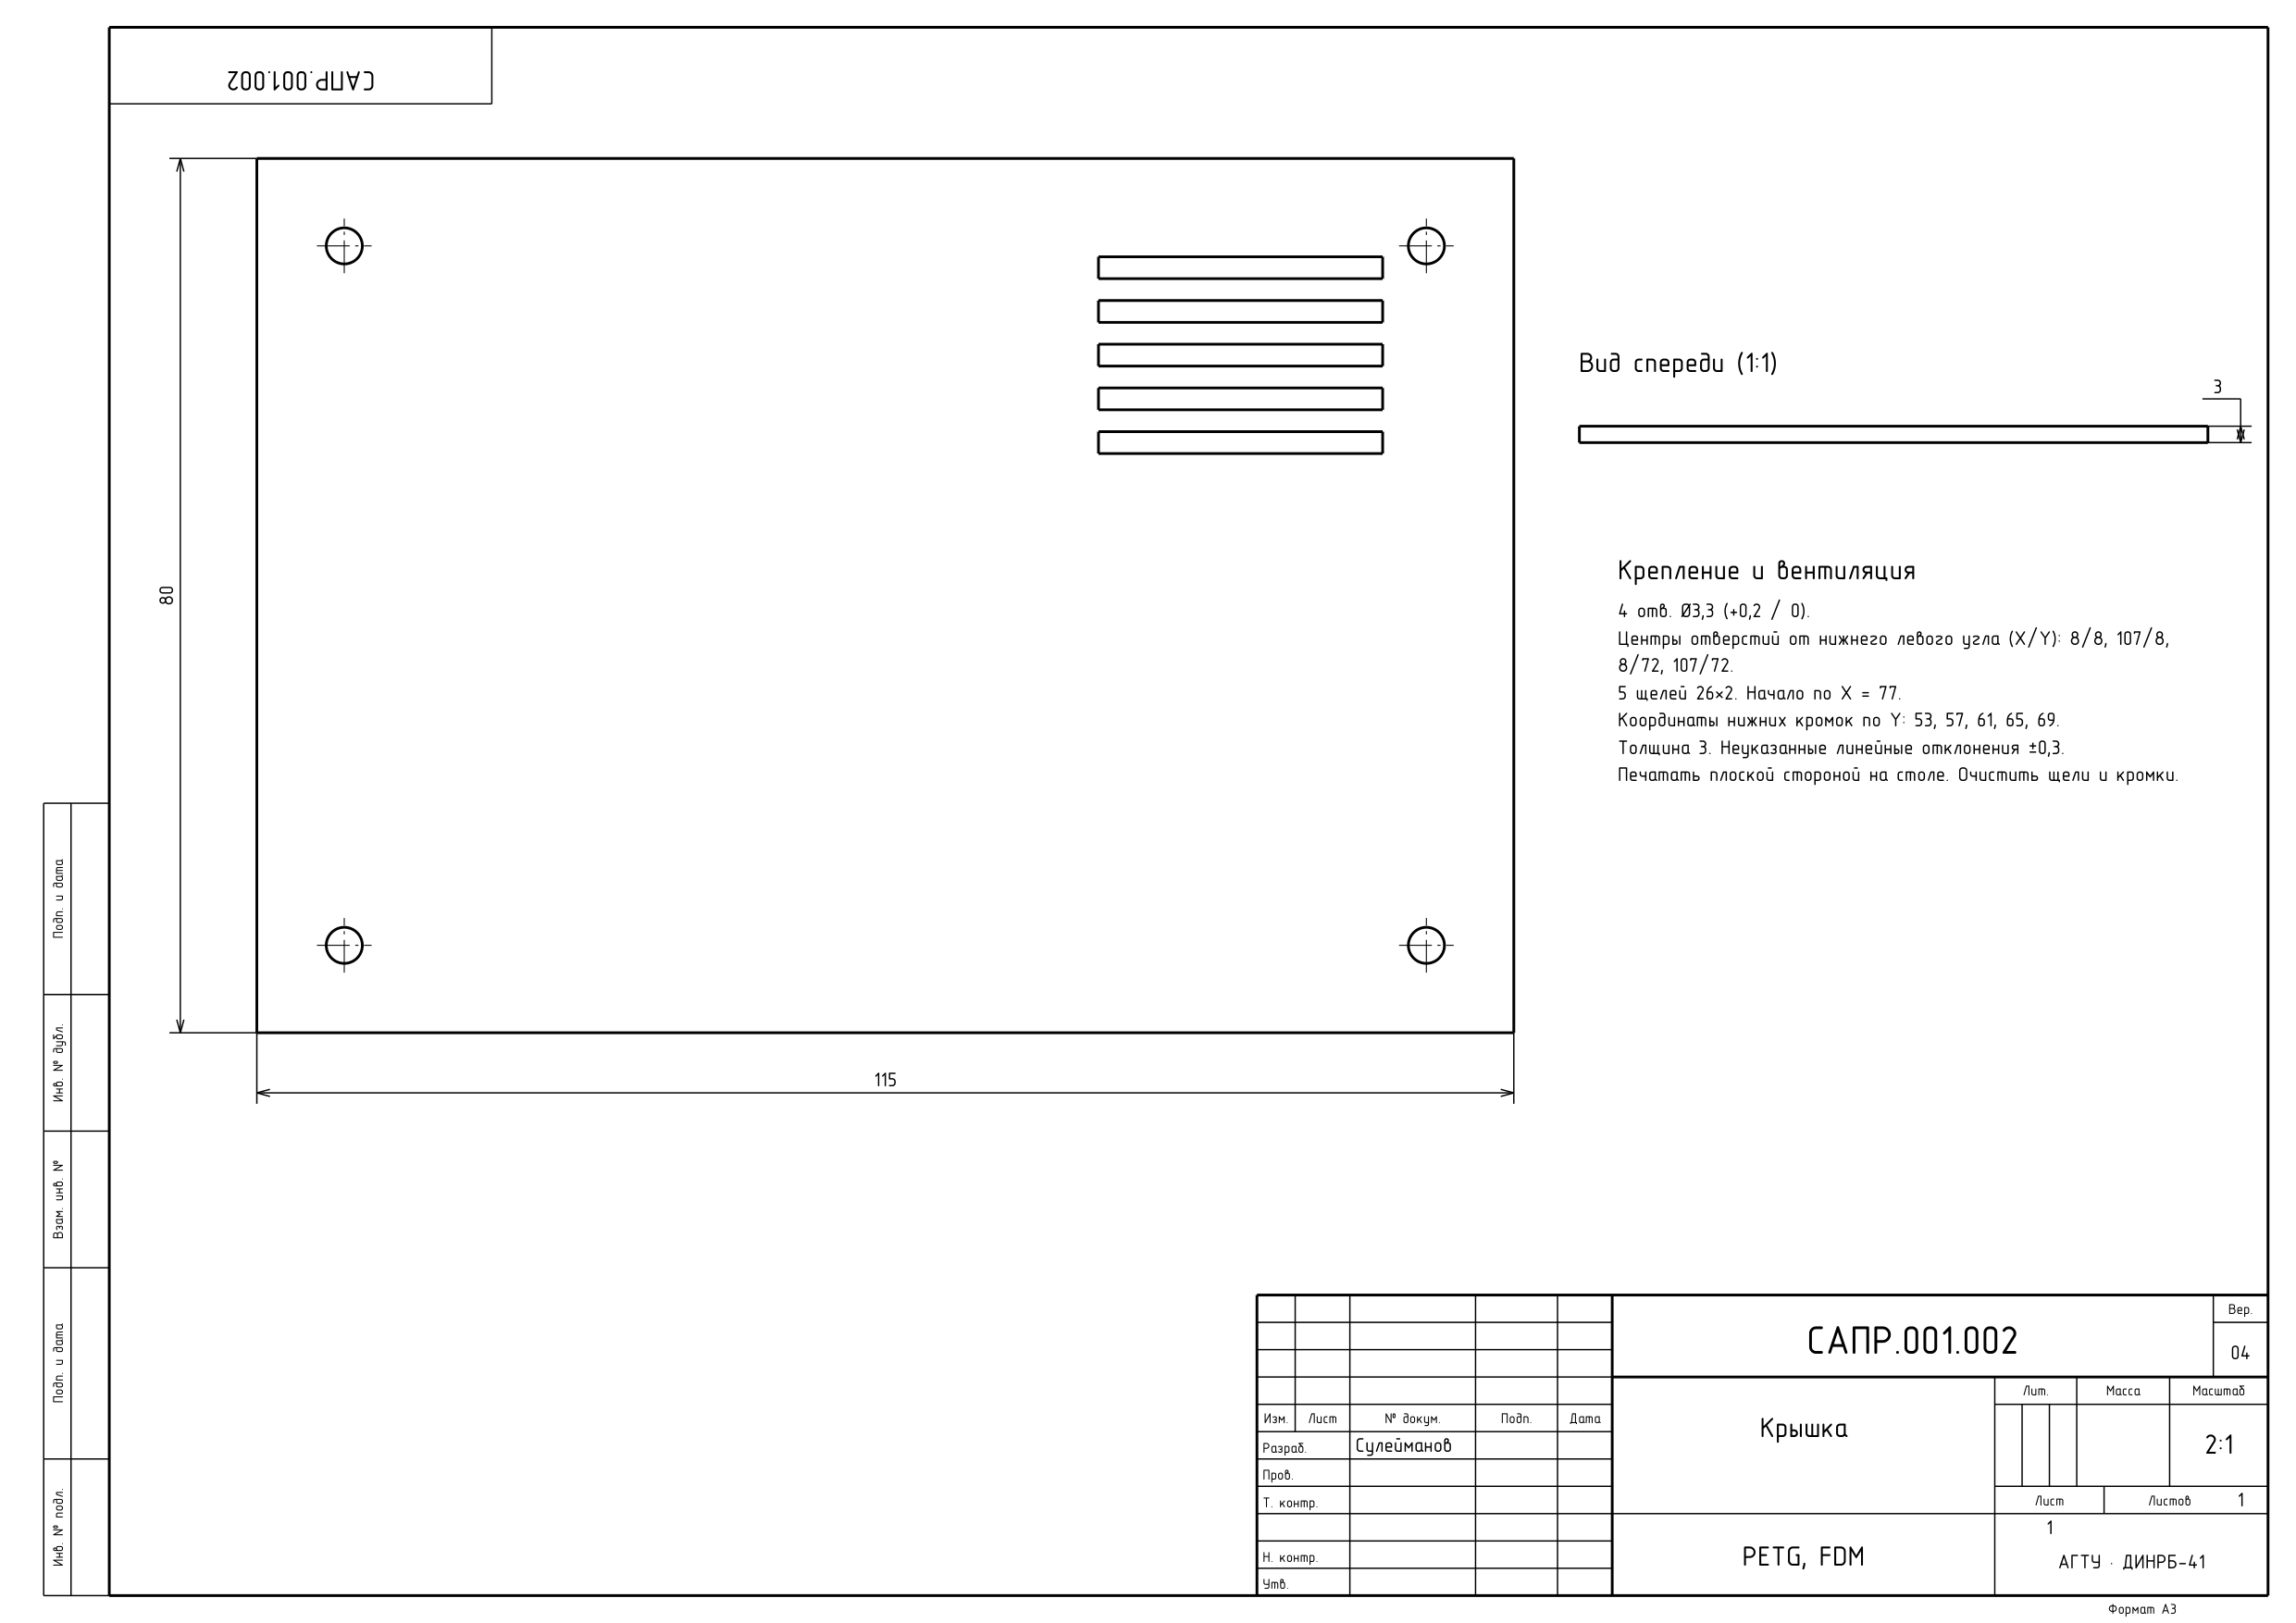 САПР.001.002
80
115
Вид спереди (1:1)
3
Крепление и вентиляция
4 отв. Ø3,3 (+0,2 / 0).
Центры отверстий от нижнего левого угла (X/Y): 8/8, 107/8,
8/72, 107/72.
5 щелей 26×2. Начало по X = 77.
Координаты нижних кромок по Y: 53, 57, 61, 65, 69.
Толщина 3. Неуказанные линейные отклонения ±0,3.
Печатать плоской стороной на столе. Очистить щели и кромки.
Подп. и дата
Инв. № дубл.
Взам. инв. №
Подп. и дата
Инв. № подл.
САПР.001.002
Вер.
04
Изм. Лист № докум. Подп. Дата
Разраб. Сулейманов
Пров.
Т. контр.
Н. контр.
Утв.
Крышка
Лит. Масса Масштаб
2:1
Лист Листов 1
1
PETG, FDM
АГТУ · ДИНРБ-41
Формат А3